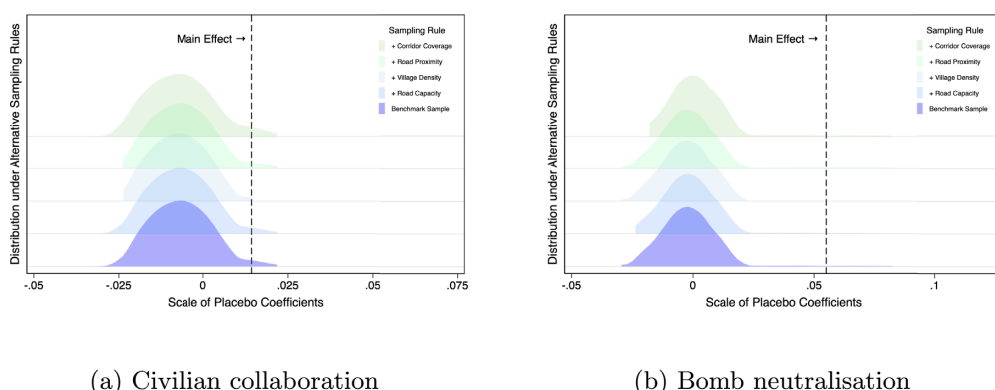 Distribution under Alternative Sampling Rules
Main Effect →
Sampling Rule
+ Corridor Coverage
+ Road Proximity
+ Village Density
+ Road Capacity
Benchmark Sample
-.05
-.025
0
.025
.05
.075
Scale of Placebo Coefficients
(a) Civilian collaboration
Distribution under Alternative Sampling Rules
Main Effect →
Sampling Rule
+ Corridor Coverage
+ Road Proximity
+ Village Density
+ Road Capacity
Benchmark Sample
-.05
0
.05
.1
Scale of Placebo Coefficients
(b) Bomb neutralisation